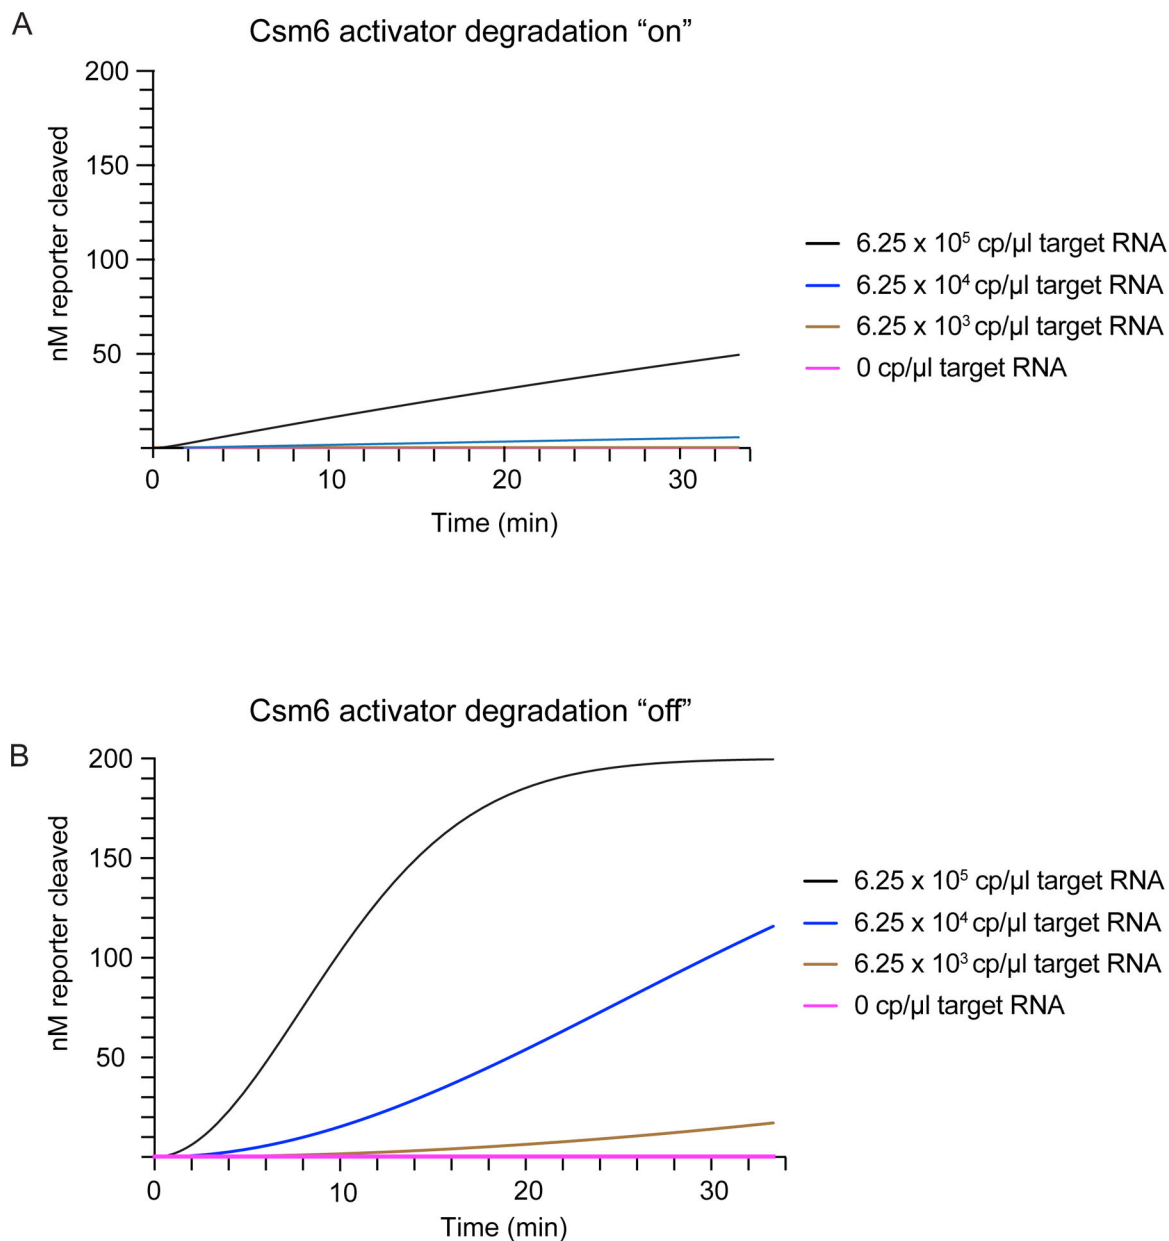 A
Csm6 activator degradation “on”
200
150
100
50
nM reporter cleaved
0
10
20
30
Time (min)
6.25 x 10⁵ cp/µl target RNA
6.25 x 10⁴ cp/µl target RNA
6.25 x 10³ cp/µl target RNA
0 cp/µl target RNA
Csm6 activator degradation “off”
B
200
150
100
50
nM reporter cleaved
0
10
20
30
Time (min)
6.25 x 10⁵ cp/µl target RNA
6.25 x 10⁴ cp/µl target RNA
6.25 x 10³ cp/µl target RNA
0 cp/µl target RNA